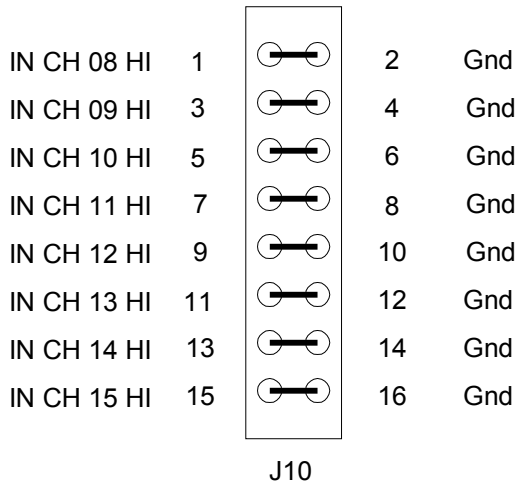 IN CH 08 HI 1 2 Gnd
IN CH 09 HI 3 4 Gnd
IN CH 10 HI 5 6 Gnd
IN CH 11 HI 7 8 Gnd
IN CH 12 HI 9 10 Gnd
IN CH 13 HI 11 12 Gnd
IN CH 14 HI 13 14 Gnd
IN CH 15 HI 15 16 Gnd
J10